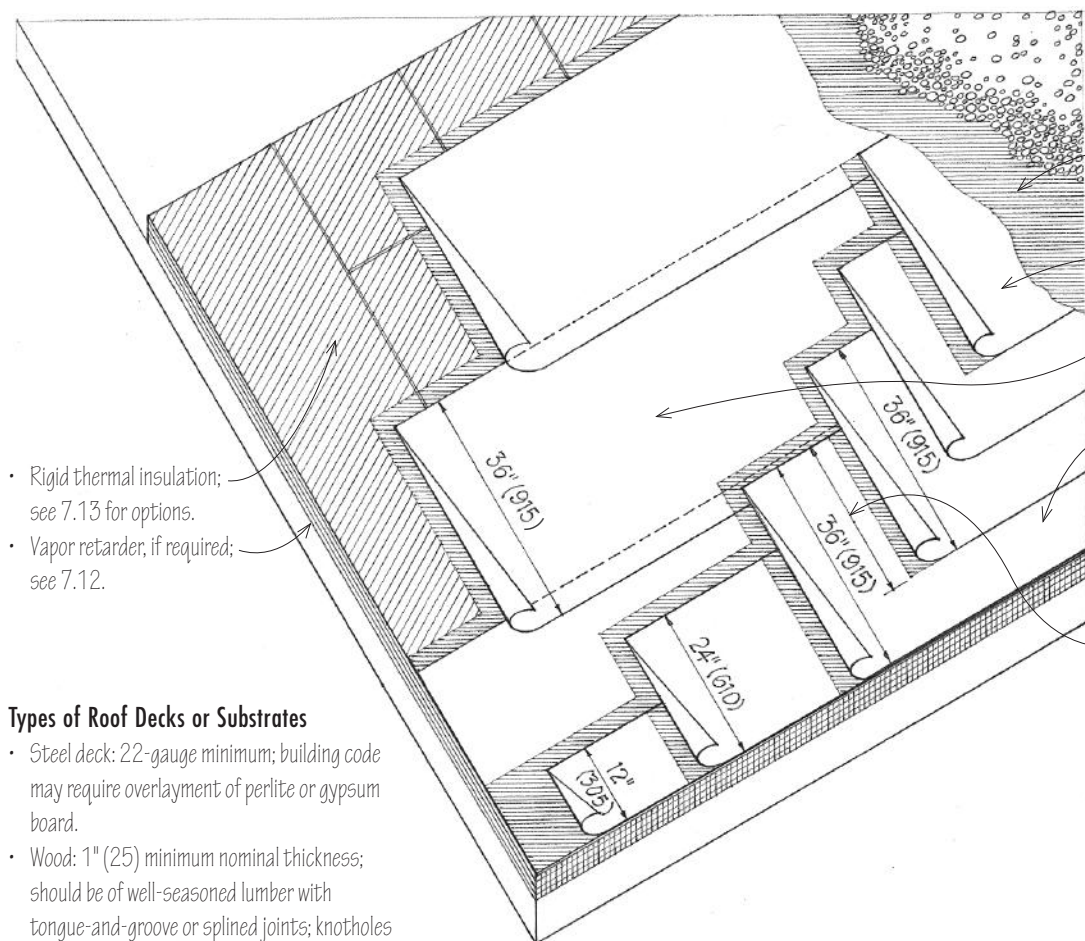 36" (915)
36" (915)
36" (915)
24" (610)
12"
(305)
• Rigid thermal insulation;
see 7.13 for options.
• Vapor retarder, if required;
see 7.12.
Types of Roof Decks or Substrates
• Steel deck: 22-gauge minimum; building code
may require overlayment of perlite or gypsum
board.
• Wood: 1" (25) minimum nominal thickness;
should be of well-seasoned lumber with
tongue-and-groove or splined joints; knotholes